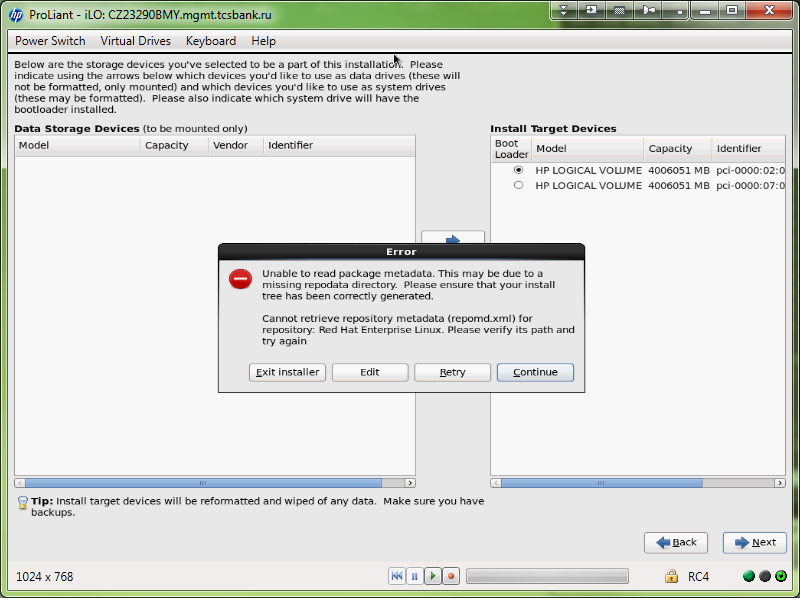 ProLiant - iLO: CZ23290BMY.mgmt.tcsbank.ru
Power Switch Virtual Drives Keyboard Help
Below are the storage devices you've selected to be a part of this installation. Please
indicate using the arrows below which devices you'd like to use as data drives (these will
not be formatted, only mounted) and which devices you'd like to use as system drives
(these may be formatted). Please also indicate which system drive will have the
bootloader installed.
Data Storage Devices (to be mounted only)
Model Capacity Vendor Identifier
Install Target Devices
Boot
Loader Model Capacity Identifier
HP LOGICAL VOLUME 4006051 MB pci-0000:02:0
HP LOGICAL VOLUME 4006051 MB pci-0000:07:0
Error
Unable to read package metadata. This may be due to a
missing repodata directory. Please ensure that your install
tree has been correctly generated.
Cannot retrieve repository metadata (repomd.xml) for
repository: Red Hat Enterprise Linux. Please verify its path and
try again
Exit installer Edit Retry Continue
Tip: Install target devices will be reformatted and wiped of any data. Make sure you have
backups.
Back Next
1024 x 768
RC4